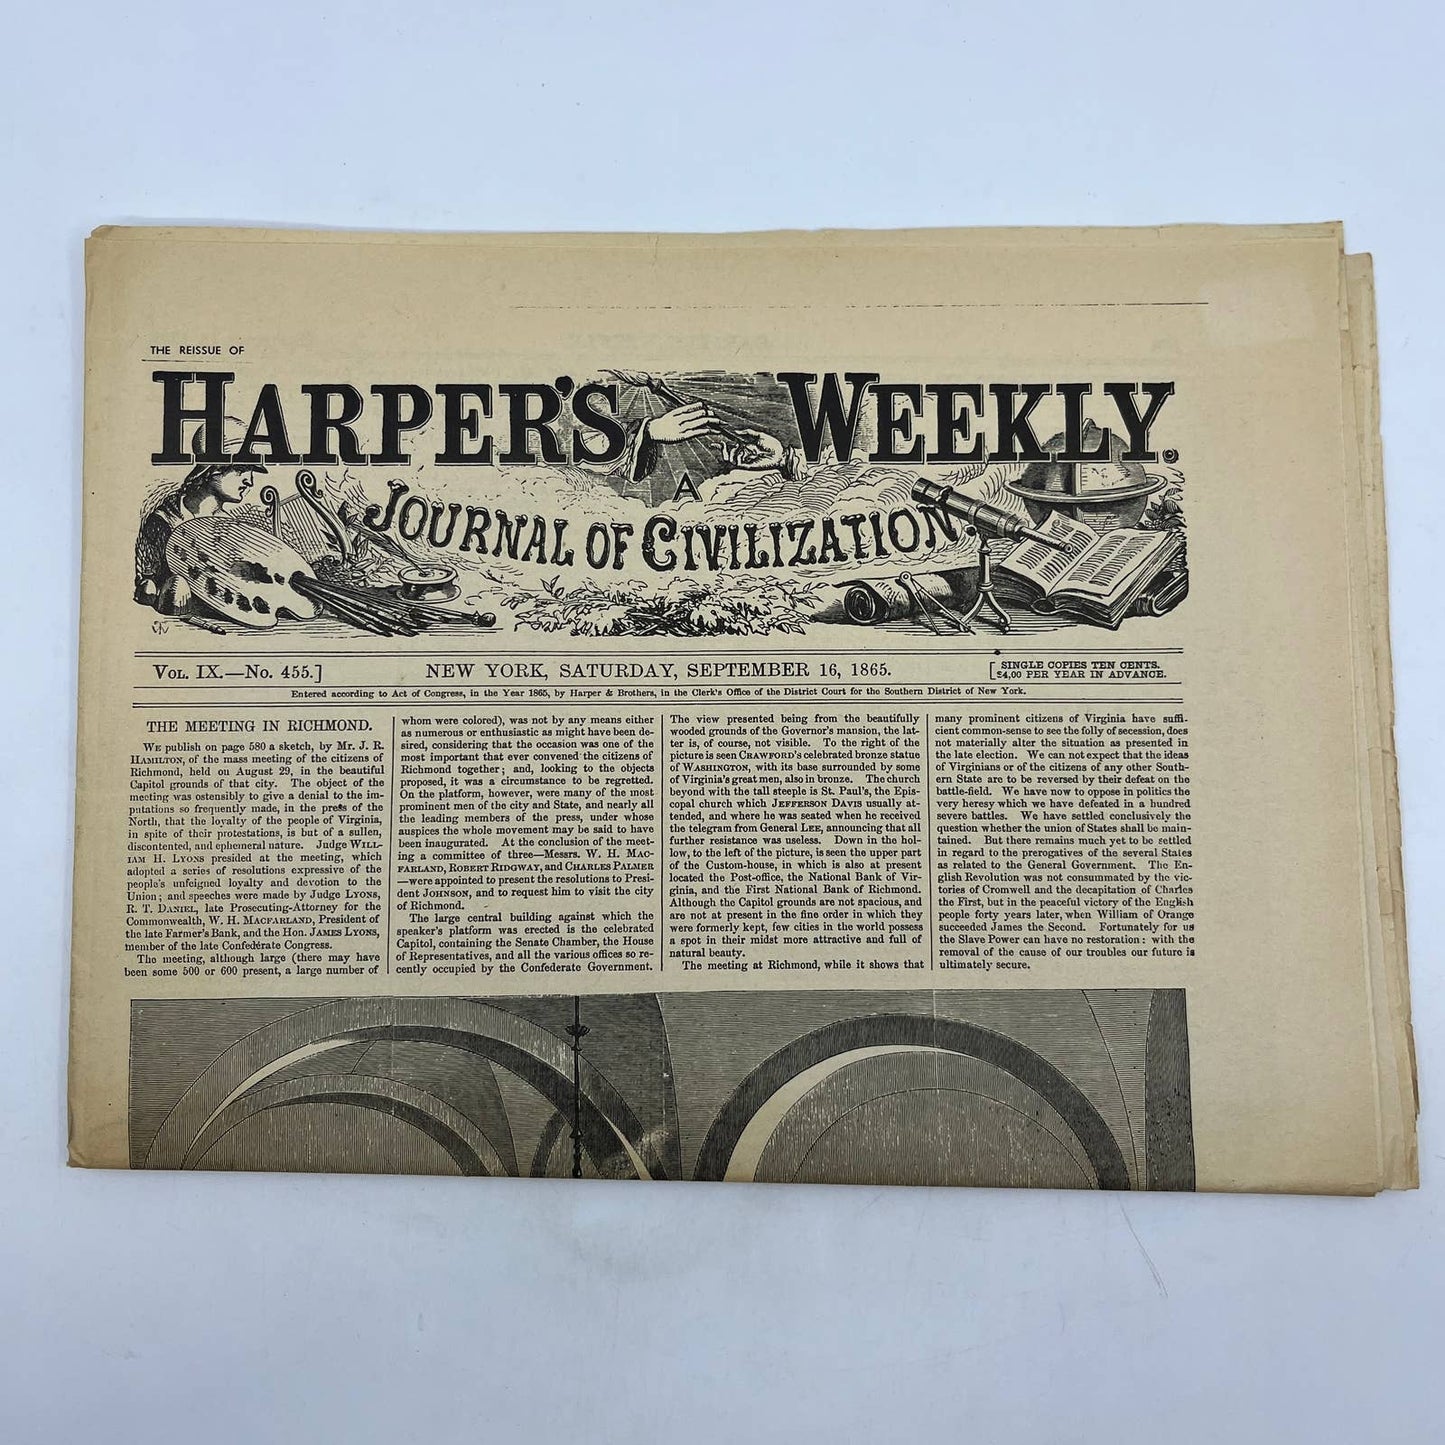 THE REISSUE OF
HARPER'S WEEKLY.
A
JOURNAL OF CIVILIZATION
VOL. IX.—No. 455.]
NEW YORK, SATURDAY, SEPTEMBER 16, 1865.
[SINGLE COPIES TEN CENTS.
$4,00 PER YEAR IN ADVANCE.
Entered according to Act of Congress, in the Year 1865, by Harper & Brothers, in the Clerk's Office of the District Court for the Southern District of New York.
THE MEETING IN RICHMOND.
WE publish on page 580 a sketch, by Mr. J. R.
HAMILTON, of the mass meeting of the citizens of
Richmond, held on August 29, in the beautiful
Capitol grounds of that city. The object of the
meeting was ostensibly to give a denial to the im-
putations so frequently made, in the press of the
North, that the loyalty of the people of Virginia,
in spite of their protestations, is but of a sullen,
discontented, and ephemeral nature. Judge WILL-
IAM H. LYONS presided at the meeting, which
adopted a series of resolutions expressive of the
people's unfeigned loyalty and devotion to the
Union; and speeches were made by Judge LYONS,
R. T. DANIEL, late Prosecuting-Attorney for the
Commonwealth, W. H. MACFARLAND, President of
the late Farmer's Bank, and the Hon. JAMES LYONS,
member of the late Confederate Congress.
The meeting, although large (there may have
been some 500 or 600 present, a large number of
whom were colored), was not by any means either
as numerous or enthusiastic as might have been de-
sired, considering that the occasion was one of the
most important that ever convened the citizens of
Richmond together; and, looking to the objects
proposed, it was a circumstance to be regretted.
On the platform, however, were many of the most
prominent men of the city and State, and nearly all
the leading members of the press, under whose
auspices the whole movement may be said to have
been inaugurated. At the conclusion of the meet-
ing a committee of three—Messrs. W. H. MAC-
FARLAND, ROBERT RIDGWAY, and CHARLES PALMER
—were appointed to present the resolutions to Presi-
dent JOHNSON, and to request him to visit the city
of Richmond.
The large central building against which the
speaker's platform was erected is the celebrated
Capitol, containing the Senate Chamber, the House
of Representatives, and all the various offices so re-
cently occupied by the Confederate Government.
The view presented being from the beautifully
wooded grounds of the Governor's mansion, the lat-
ter is, of course, not visible. To the right of the
picture is seen CRAWFORD'S celebrated bronze statue
of WASHINGTON, with its base surrounded by some
of Virginia's great men, also in bronze. The church
beyond with the tall steeple is St. Paul's, the Epis-
copal church which JEFFERSON DAVIS usually at-
tended, and where he was seated when he received
the telegram from General LEE, announcing that all
further resistance was useless. Down in the hol-
low, to the left of the picture, is seen the upper part
of the Custom-house, in which is also at present
located the Post-office, the National Bank of Vir-
ginia, and the First National Bank of Richmond.
Although the Capitol grounds are not spacious, and
are not at present in the fine order in which they
were formerly kept, few cities in the world possess
a spot in their midst more attractive and full of
natural beauty.
The meeting at Richmond, while it shows that
many prominent citizens of Virginia have suffi-
cient common-sense to see the folly of secession, does
not materially alter the situation as presented in
the late election. We can not expect that the ideas
of Virginians or of the citizens of any other South-
ern State are to be reversed by their defeat on the
battle-field. We have now to oppose in politics the
very heresy which we have defeated in a hundred
severe battles. We have settled conclusively the
question whether the union of States shall be main-
tained. But there remains much yet to be settled
in regard to the prerogatives of the several States
as related to the General Government. The En-
glish Revolution was not consummated by the vic-
tories of Cromwell and the decapitation of Charles
the First, but in the peaceful victory of the English
people forty years later, when William of Orange
succeeded James the Second. Fortunately for us
the Slave Power can have no restoration: with the
removal of the cause of our troubles our future is
ultimately secure.